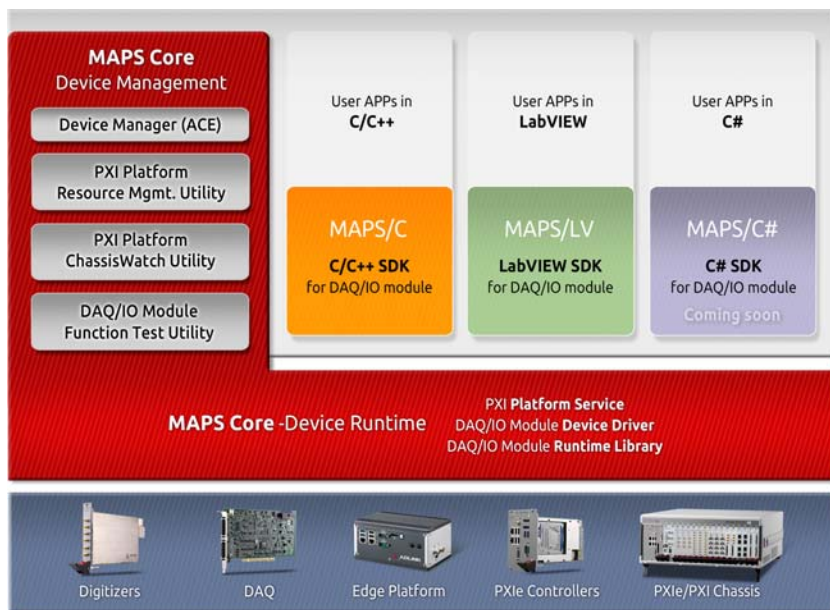 MAPS Core
Device Management
Device Manager (ACE)
PXI Platform
Resource Mgmt. Utility
PXI Platform
ChassisWatch Utility
DAQ/IO Module
Function Test Utility
User APPs in
C/C++
User APPs in
LabVIEW
User APPs in
C#
MAPS/C
C/C++ SDK
for DAQ/IO module
MAPS/LV
LabVIEW SDK
for DAQ/IO module
MAPS/C#
C# SDK
for DAQ/IO module
Coming soon
MAPS Core -Device Runtime
PXI Platform Service
DAQ/IO Module Device Driver
DAQ/IO Module Runtime Library
ADLINK
Digitizers
DAQ
Edge Platform
PXIe Controllers
PXIe/PXI Chassis